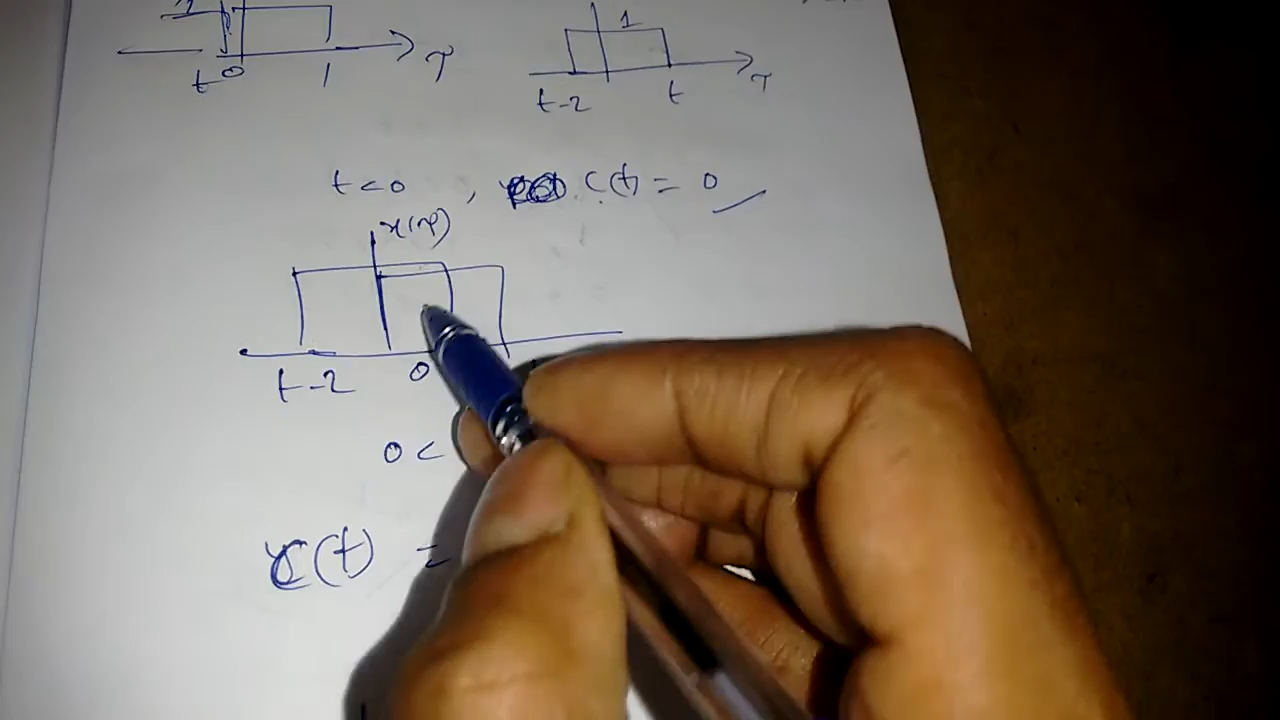 1
t 0 1 τ
t-2 t τ
t<0 , c(t) = 0
x(τ)
t-2 0
0 <
c(t) =